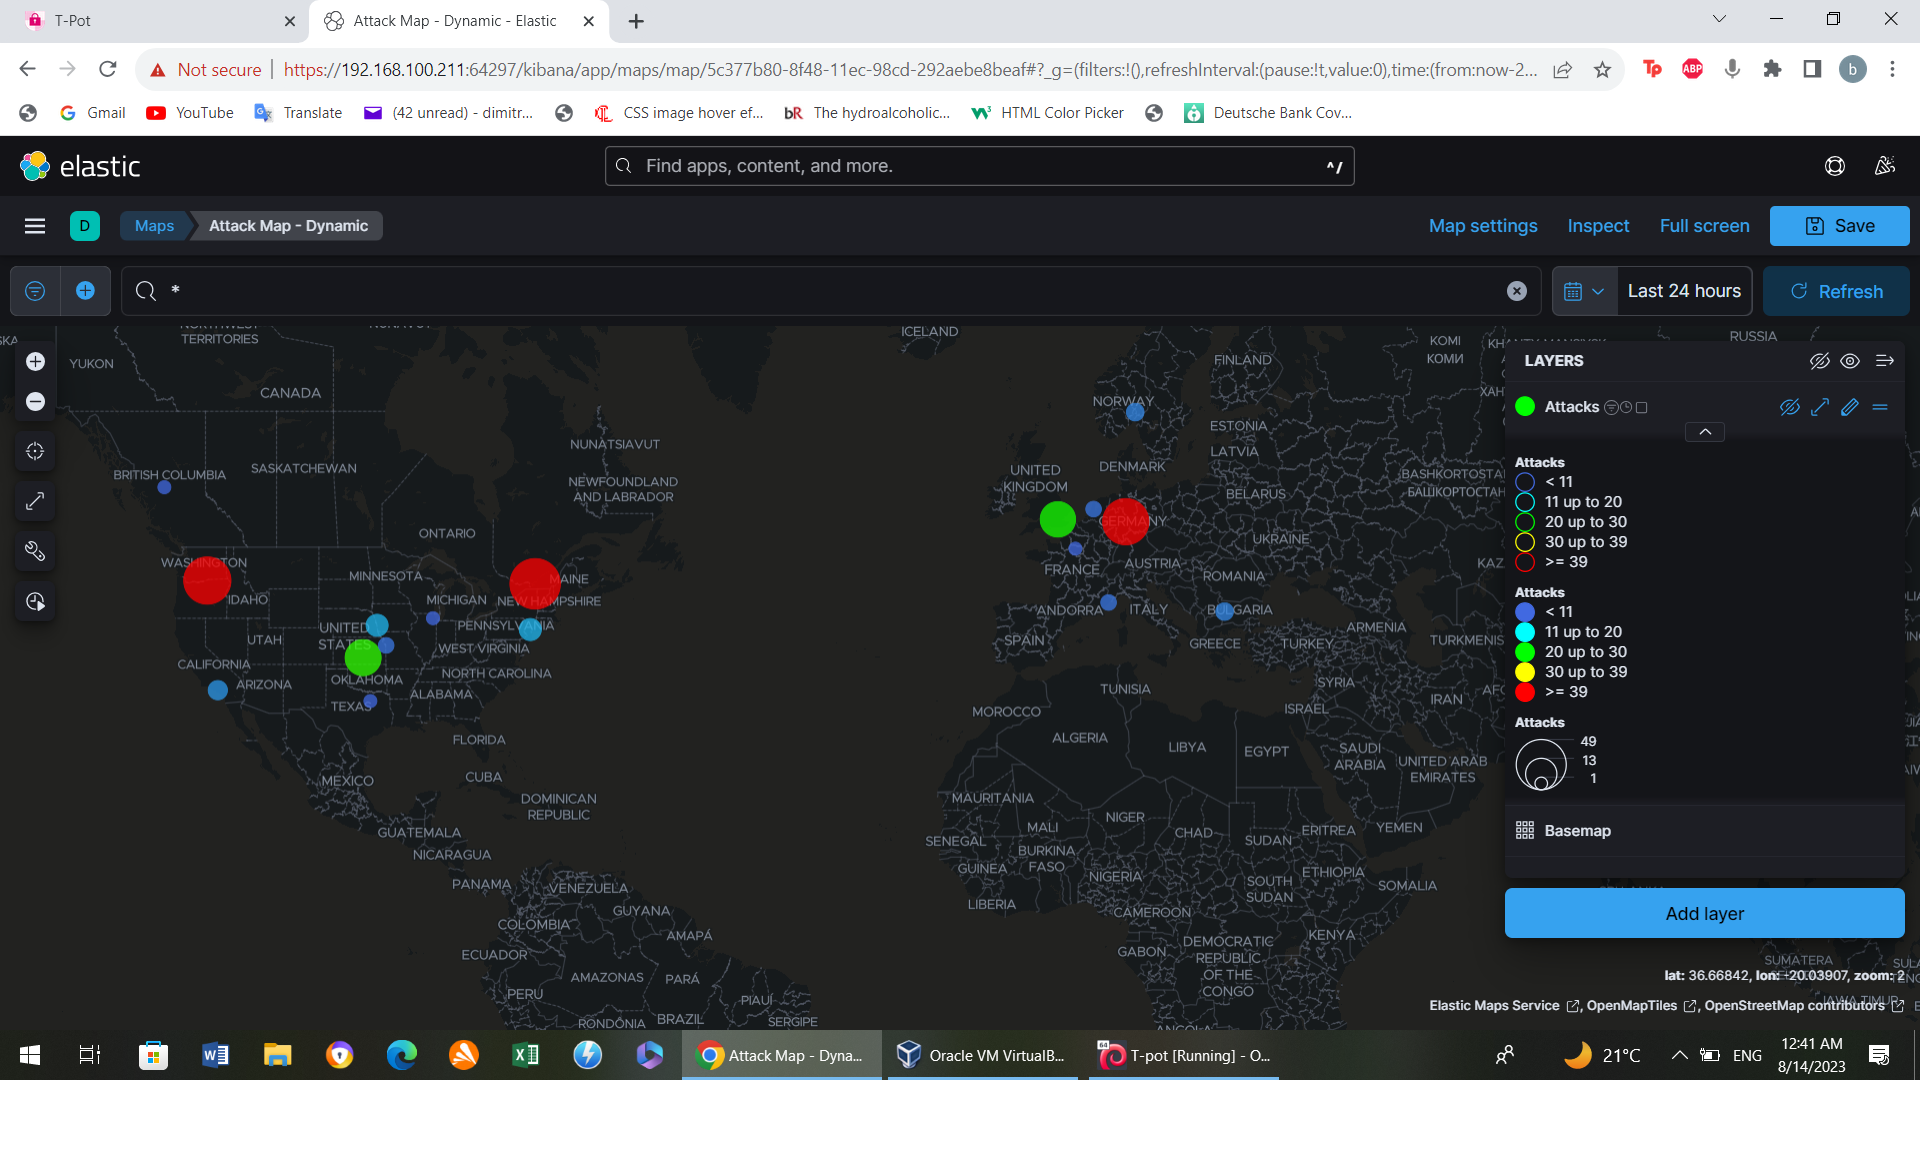 T-Pot
Attack Map - Dynamic - Elastic
Not secure
https://192.168.100.211:64297/kibana/app/maps/map/5c377b80-8f48-11ec-98cd-292aebe8beaf#?_g=(filters:!(),refreshInterval:(pause:!t,value:0),time:(from:now-2...
TP
ABP
b
Gmail
YouTube
Translate
(42 unread) - dimitr...
CSS image hover ef...
bR
The hydroalcoholic...
HTML Color Picker
Deutsche Bank Cov...
elastic
Find apps, content, and more.
^/
D
Maps
Attack Map - Dynamic
Map settings
Inspect
Full screen
Save
*
Last 24 hours
Refresh
NORTHWEST
TERRITORIES
NUNAVUT
ICELAND
YUKON
CANADA
FINLAND
KOMI
КОМИ
RUSSIA
NORWAY
NUNATSIAVUT
ESTONIA
LATVIA
BRITISH COLUMBIA
SASKATCHEWAN
UNITED
KINGDOM
DENMARK
BASHKORTOSTA
БАШКОРТОСТАН
NEWFOUNDLAND
AND LABRADOR
BELARUS
GERMANY
ONTARIO
UKRAINE
WASHINGTON
MINNESOTA
MAINE
FRANCE
AUSTRIA
ROMANIA
KAZ
IDAHO
MICHIGAN
NEW HAMPSHIRE
ANDORRA
ITALY
BULGARIA
UTAH
UNITED
STATES
PENNSYLVANIA
WEST VIRGINIA
SPAIN
GREECE
TURKEY
ARMENIA
TURKMENIS
CALIFORNIA
ARIZONA
OKLAHOMA
NORTH CAROLINA
ALABAMA
TEXAS
TUNISIA
SYRIA
IRAN
AFG
MOROCCO
ISRAEL
FLORIDA
ALGERIA
LIBYA
EGYPT
SAUDI
ARABIA
UNITED ARAB
EMIRATES
MEXICO
CUBA
DOMINICAN
REPUBLIC
MAURITANIA
MALI
NIGER
CHAD
SUDAN
ERITREA
YEMEN
GUATEMALA
NICARAGUA
SENEGAL
BURKINA
FASO
GUINEA
NIGERIA
ETHIOPIA
SOUTH
SUDAN
SOMALIA
PANAMA
VENEZUELA
LIBERIA
CAMEROON
GUYANA
COLOMBIA
AMAPÁ
KENYA
ECUADOR
GABON
DEMOCRATIC
REPUBLIC
OF THE
CONGO
AMAZONAS
PARÁ
PERU
PIAUÍ
RONDÔNIA
BRAZIL
SERGIPE
ANGOLA
SUMATERA
JAWA TIMUR
LAYERS
Attacks
Attacks
< 11
11 up to 20
20 up to 30
30 up to 39
>= 39
Attacks
< 11
11 up to 20
20 up to 30
30 up to 39
>= 39
Attacks
49
13
1
Basemap
Add layer
lat: 36.66842, lon: -20.03907, zoom: 2
Elastic Maps Service, OpenMapTiles, OpenStreetMap contributors
Attack Map - Dyna...
Oracle VM VirtualB...
64
T-pot [Running] - O...
21°C
ENG
12:41 AM
8/14/2023